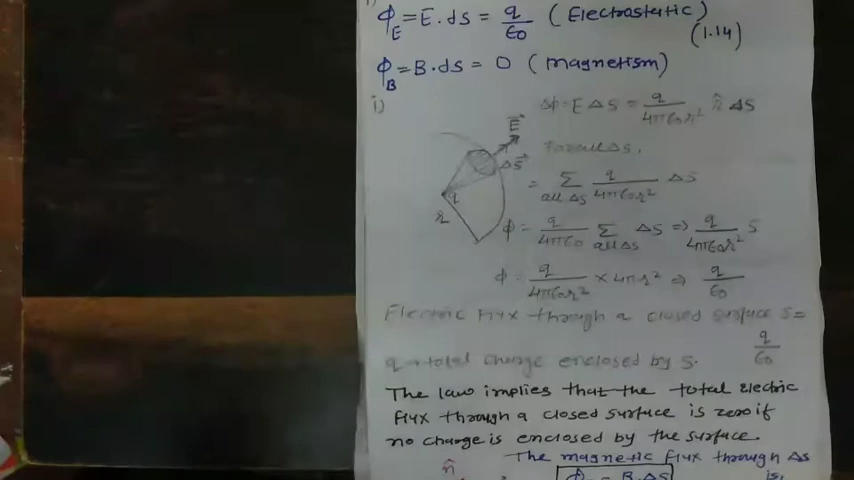 Φ_E = E.ds = q/ε0 (Electrostatic)
(1.14)
Φ_B = B.ds = 0 (magnetism)
i)
Δφ = E ΔS = q/4πε0r² r̂ ΔS
E⃗
For all ΔS,
ΔS⃗
= Σ all ΔS q/4πε0r² ΔS
q
r
φ = q/4πε0 Σ all ΔS ΔS => q/4πε0r² S
φ = q/4πε0r² × 4πr² => q/ε0
Electric Flux through a closed surface S =
q/ε0
q → total charge enclosed by S.
The law implies that the total electric
flux through a closed surface is zero if
no charge is enclosed by the surface.
The magnetic flux through ΔS
n̂
is,